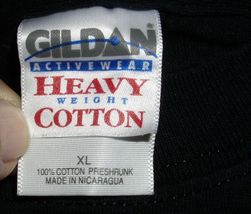 GILDAN
ACTIVEWEAR
HEAVY
WEIGHT
COTTON
XL
100% COTTON PRESHRUNK
MADE IN NICARAGUA